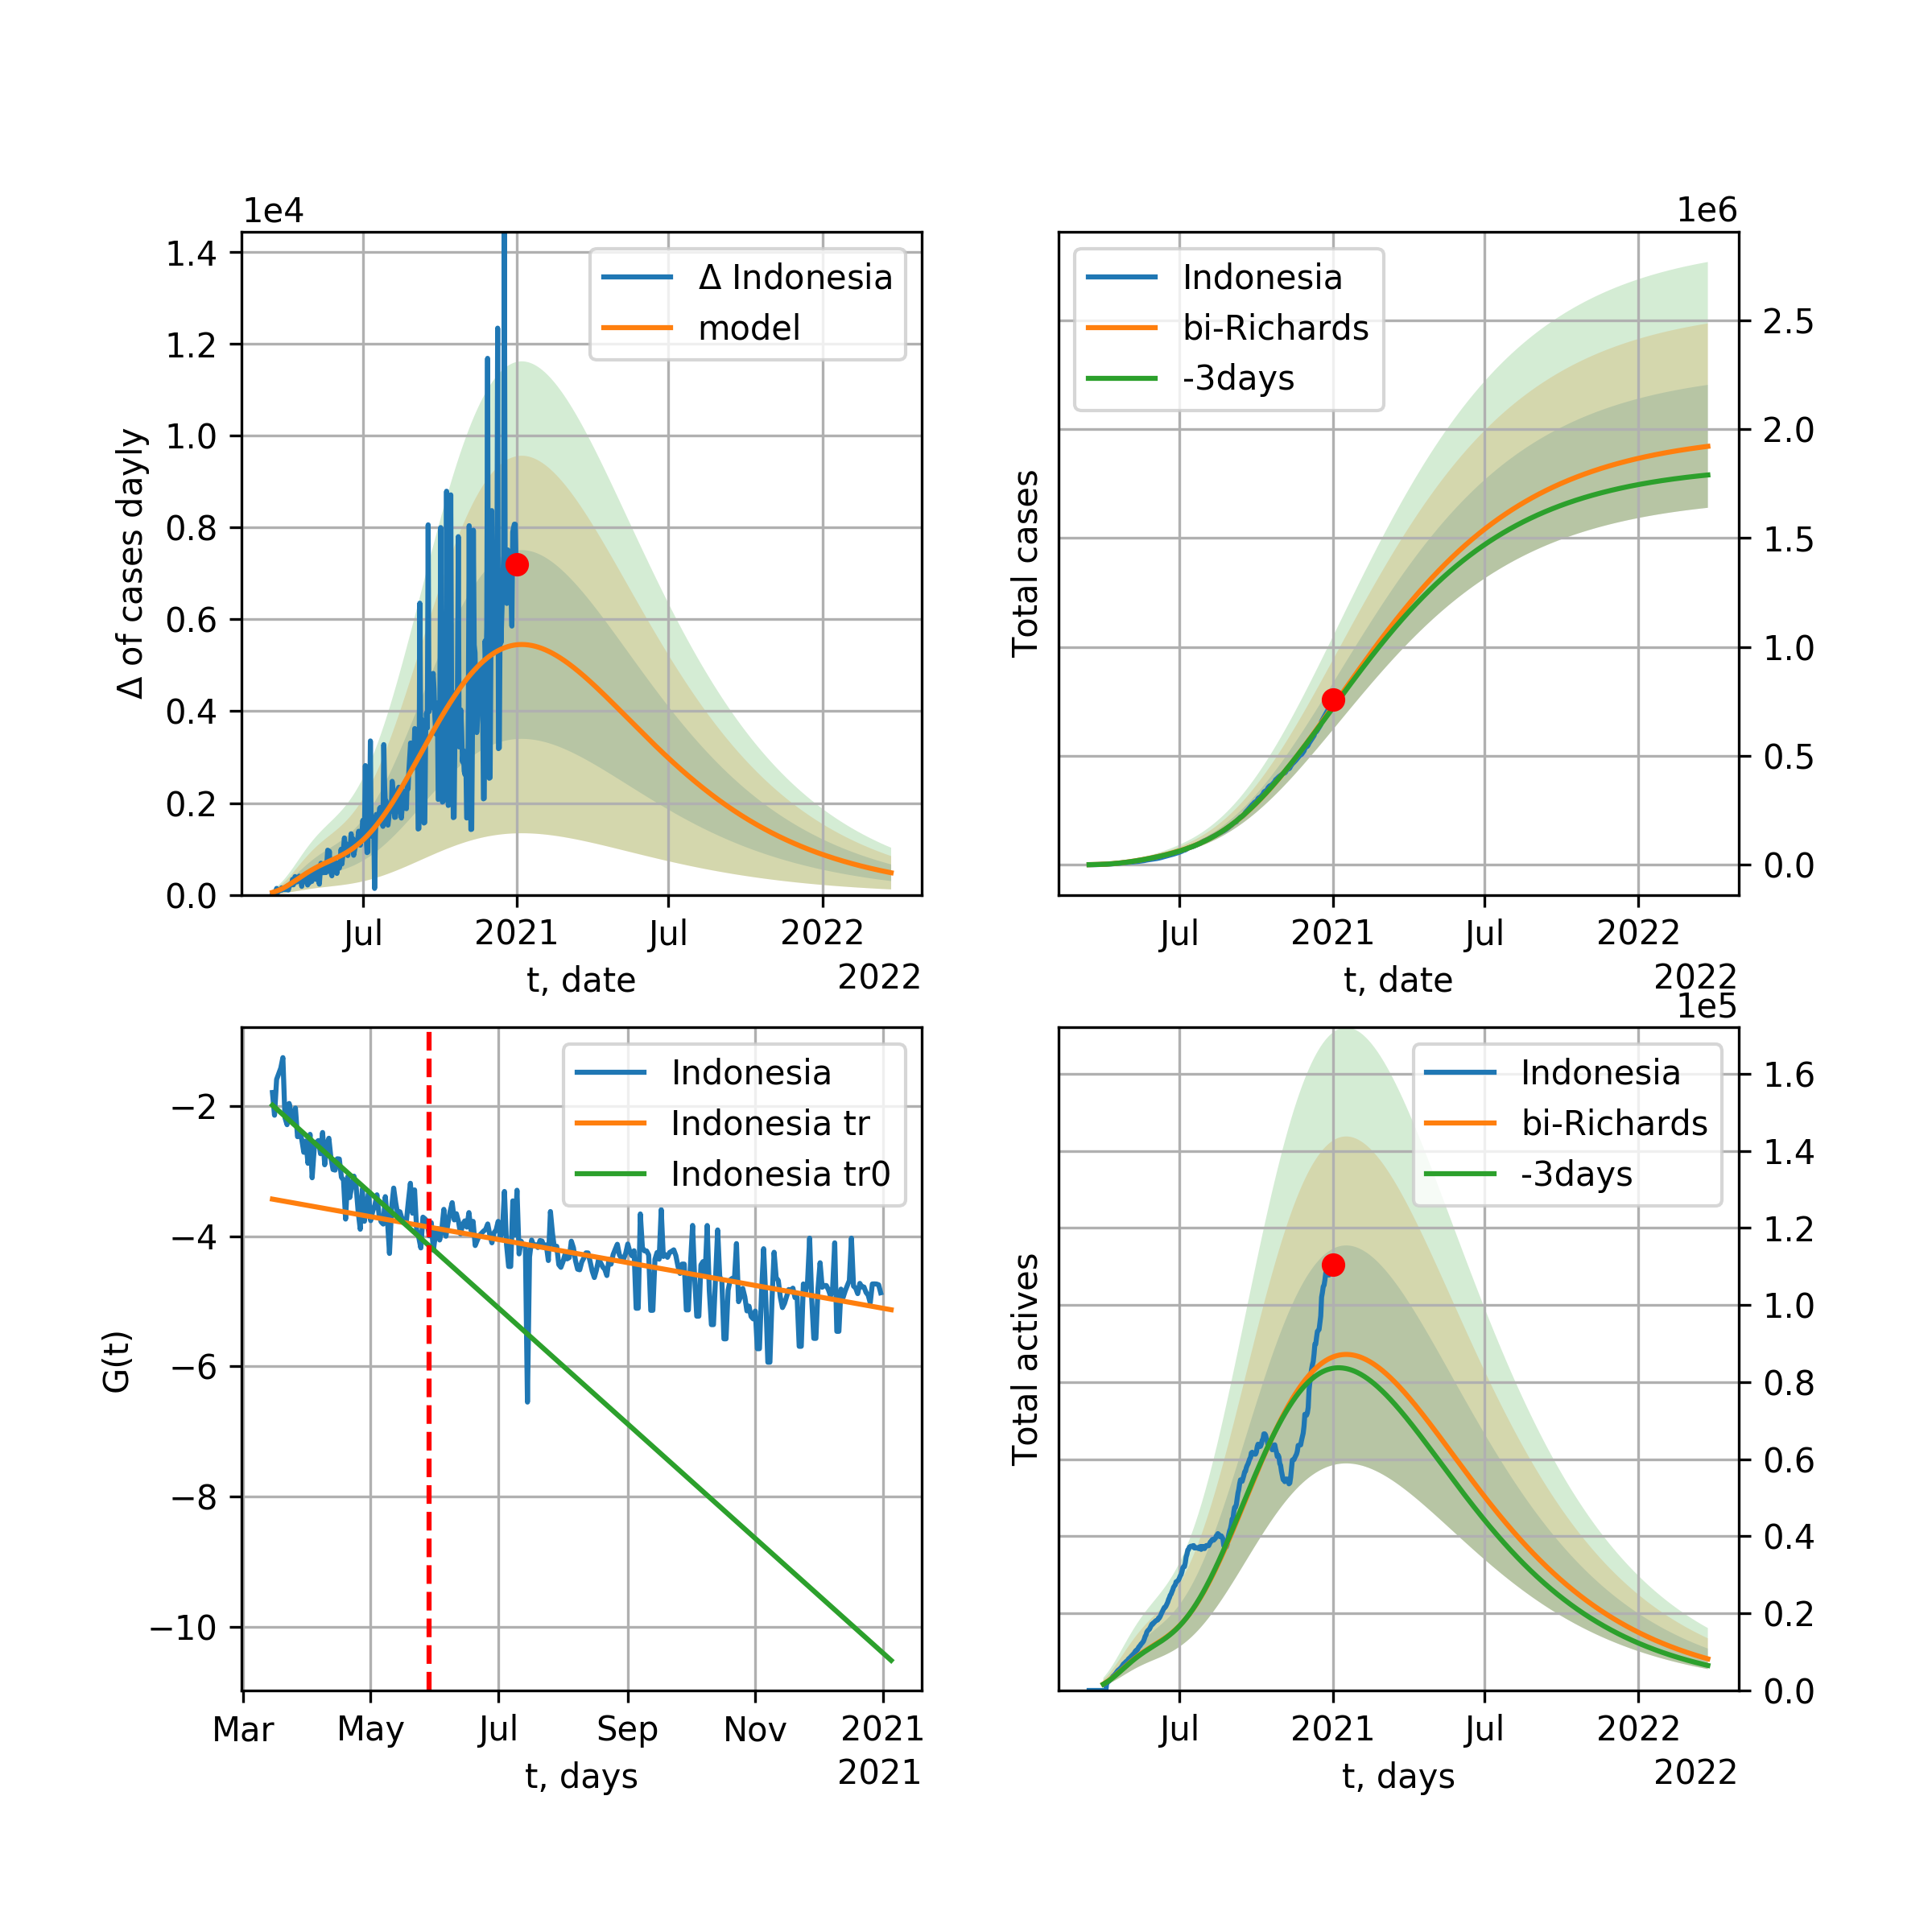 1e4
1.4
1.2
1.0
0.8
0.6
0.4
0.2
0.0
Δ of cases dayly
Δ Indonesia
model
Jul
2021
Jul
2022
t, date
2022
1e6
Indonesia
bi-Richards
-3days
Total cases
2.5
2.0
1.5
1.0
0.5
0.0
Jul
2021
Jul
2022
t, date
2022
−2
−4
−6
−8
−10
G(t)
Indonesia
Indonesia tr
Indonesia tr0
Mar
May
Jul
Sep
Nov
2021
t, days
2021
1e5
Indonesia
bi-Richards
-3days
Total actives
1.6
1.4
1.2
1.0
0.8
0.6
0.4
0.2
0.0
Jul
2021
Jul
2022
t, days
2022